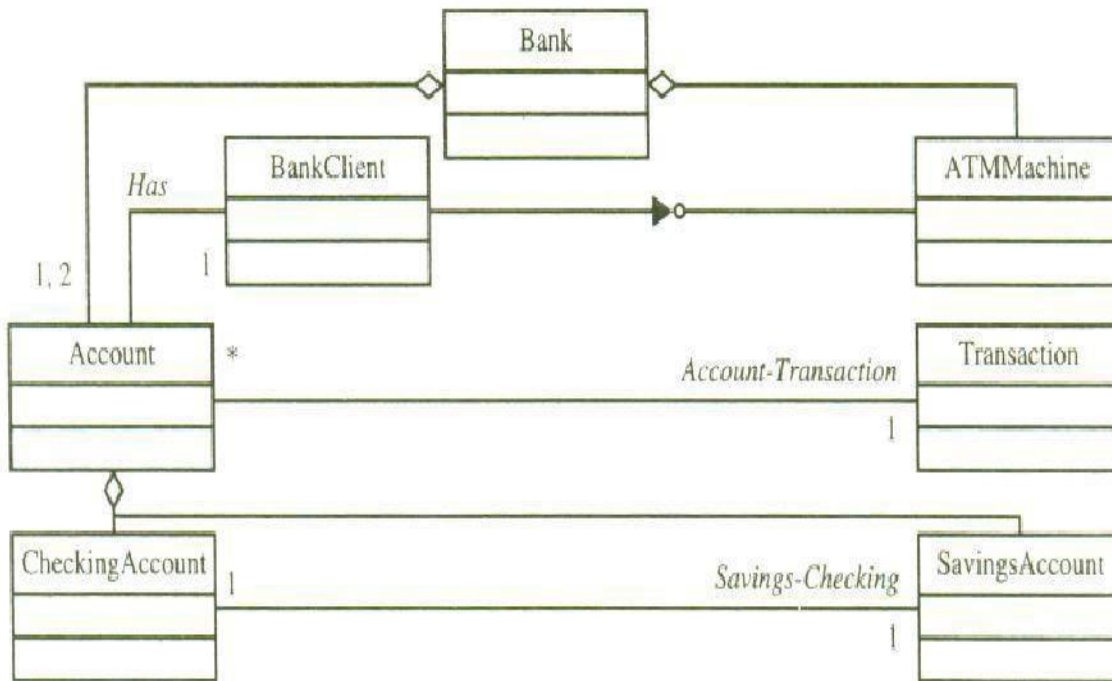 Bank
BankClient
ATMMachine
Has
1, 2
1
Account
*
Account-Transaction
Transaction
1
CheckingAccount
1
Savings-Checking
SavingsAccount
1